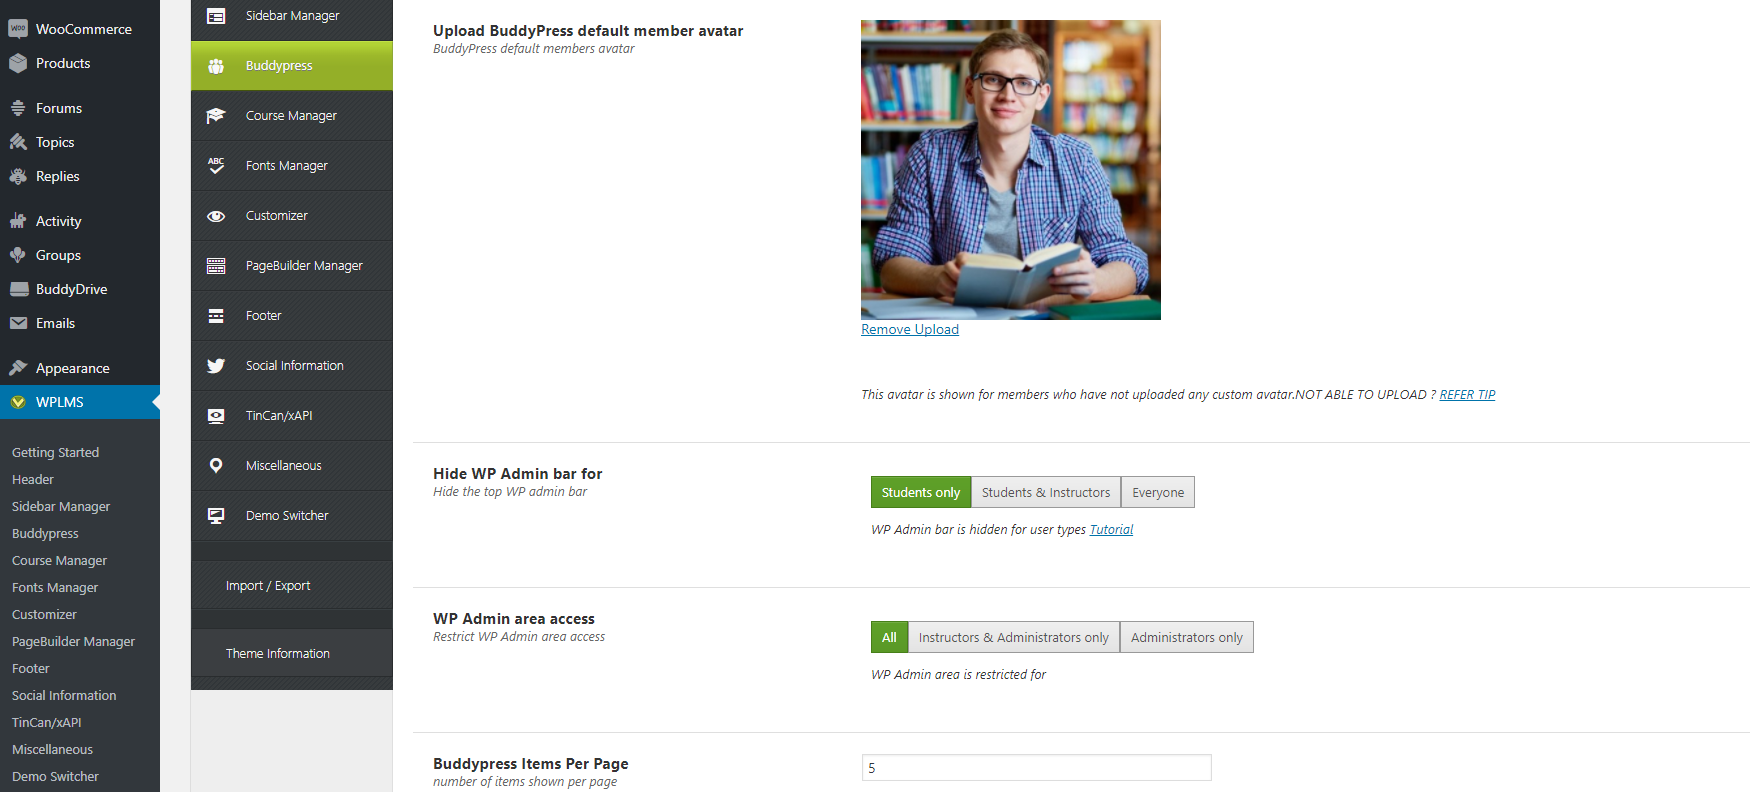 WooCommerce
Products
Forums
Topics
Replies
Activity
Groups
BuddyDrive
Emails
Appearance
WPLMS
Getting Started
Header
Sidebar Manager
Buddypress
Course Manager
Fonts Manager
Customizer
PageBuilder Manager
Footer
Social Information
TinCan/xAPI
Miscellaneous
Demo Switcher
Sidebar Manager
Buddypress
Course Manager
ABC
Fonts Manager
Customizer
PageBuilder Manager
Footer
Social Information
TinCan/xAPI
Miscellaneous
Demo Switcher
Import / Export
Theme Information
Upload BuddyPress default member avatar
BuddyPress default members avatar
Remove Upload
This avatar is shown for members who have not uploaded any custom avatar.NOT ABLE TO UPLOAD ? REFER TIP
Hide WP Admin bar for
Hide the top WP admin bar
Students only Students & Instructors Everyone
WP Admin bar is hidden for user types Tutorial
WP Admin area access
Restrict WP Admin area access
All Instructors & Administrators only Administrators only
WP Admin area is restricted for
Buddypress Items Per Page
number of items shown per page
5